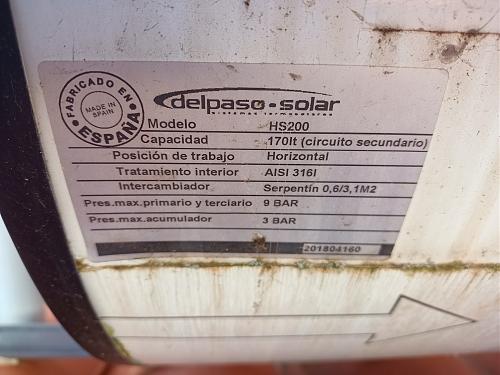 FABRICADO EN
MADE IN
SPAIN
ESPAÑA
delpaso-solar
sistemas termosolares
Modelo HS200
Capacidad 170lt (circuito secundario)
Posición de trabajo Horizontal
Tratamiento interior AISI 316l
Intercambiador Serpentín 0,6/3,1M2
Pres.max.primario y terciario 9 BAR
Pres.max.acumulador 3 BAR
201804160